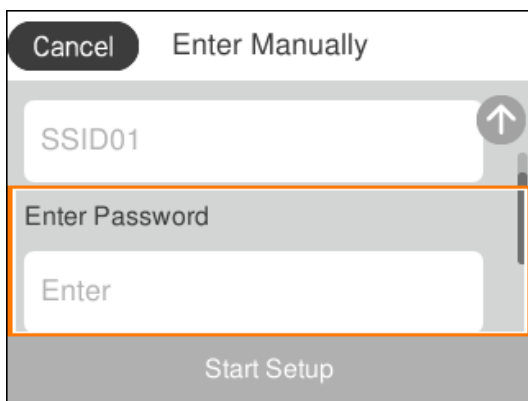 Cancel Enter Manually
SSID01
Enter Password
Enter
Start Setup